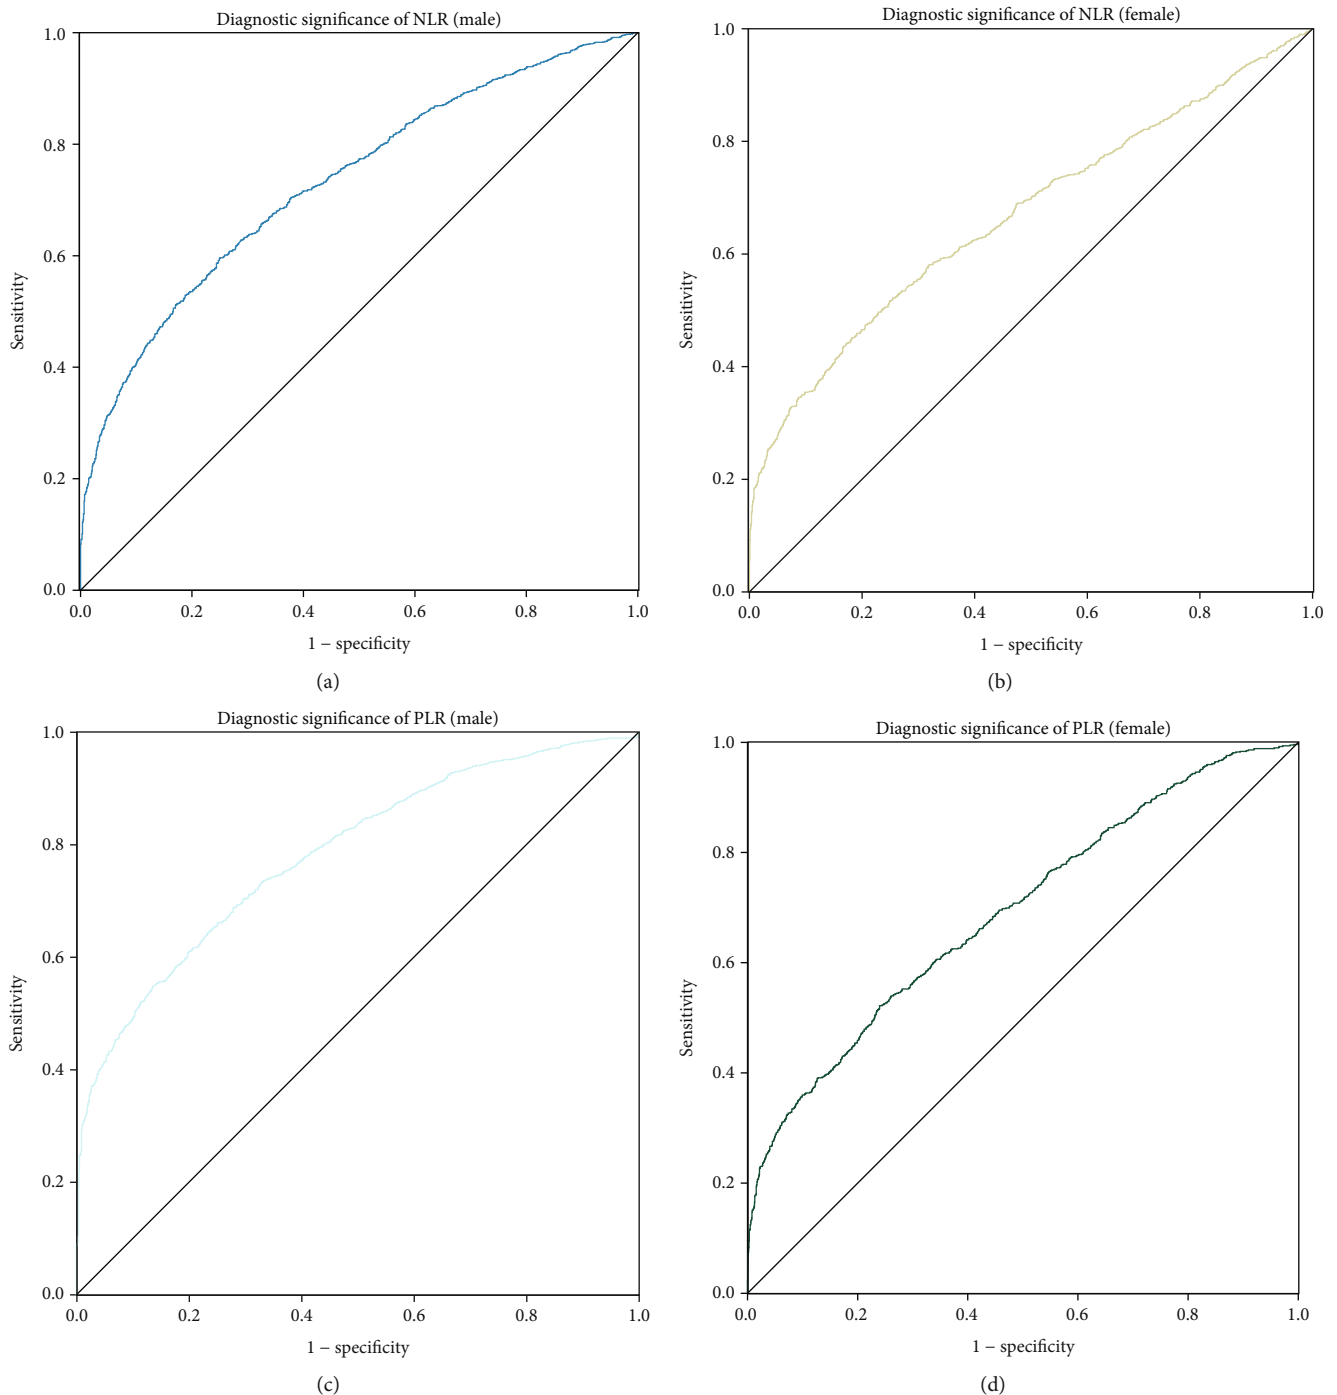 Diagnostic significance of NLR (male)
1.0
0.8
0.6
0.4
0.2
0.0
Sensitivity
0.0 0.2 0.4 0.6 0.8 1.0
1 − specificity
(a)
Diagnostic significance of NLR (female)
1.0
0.8
0.6
0.4
0.2
0.0
Sensitivity
0.0 0.2 0.4 0.6 0.8 1.0
1 − specificity
(b)
Diagnostic significance of PLR (male)
1.0
0.8
0.6
0.4
0.2
0.0
Sensitivity
0.0 0.2 0.4 0.6 0.8 1.0
1 − specificity
(c)
Diagnostic significance of PLR (female)
1.0
0.8
0.6
0.4
0.2
0.0
Sensitivity
0.0 0.2 0.4 0.6 0.8 1.0
1 − specificity
(d)